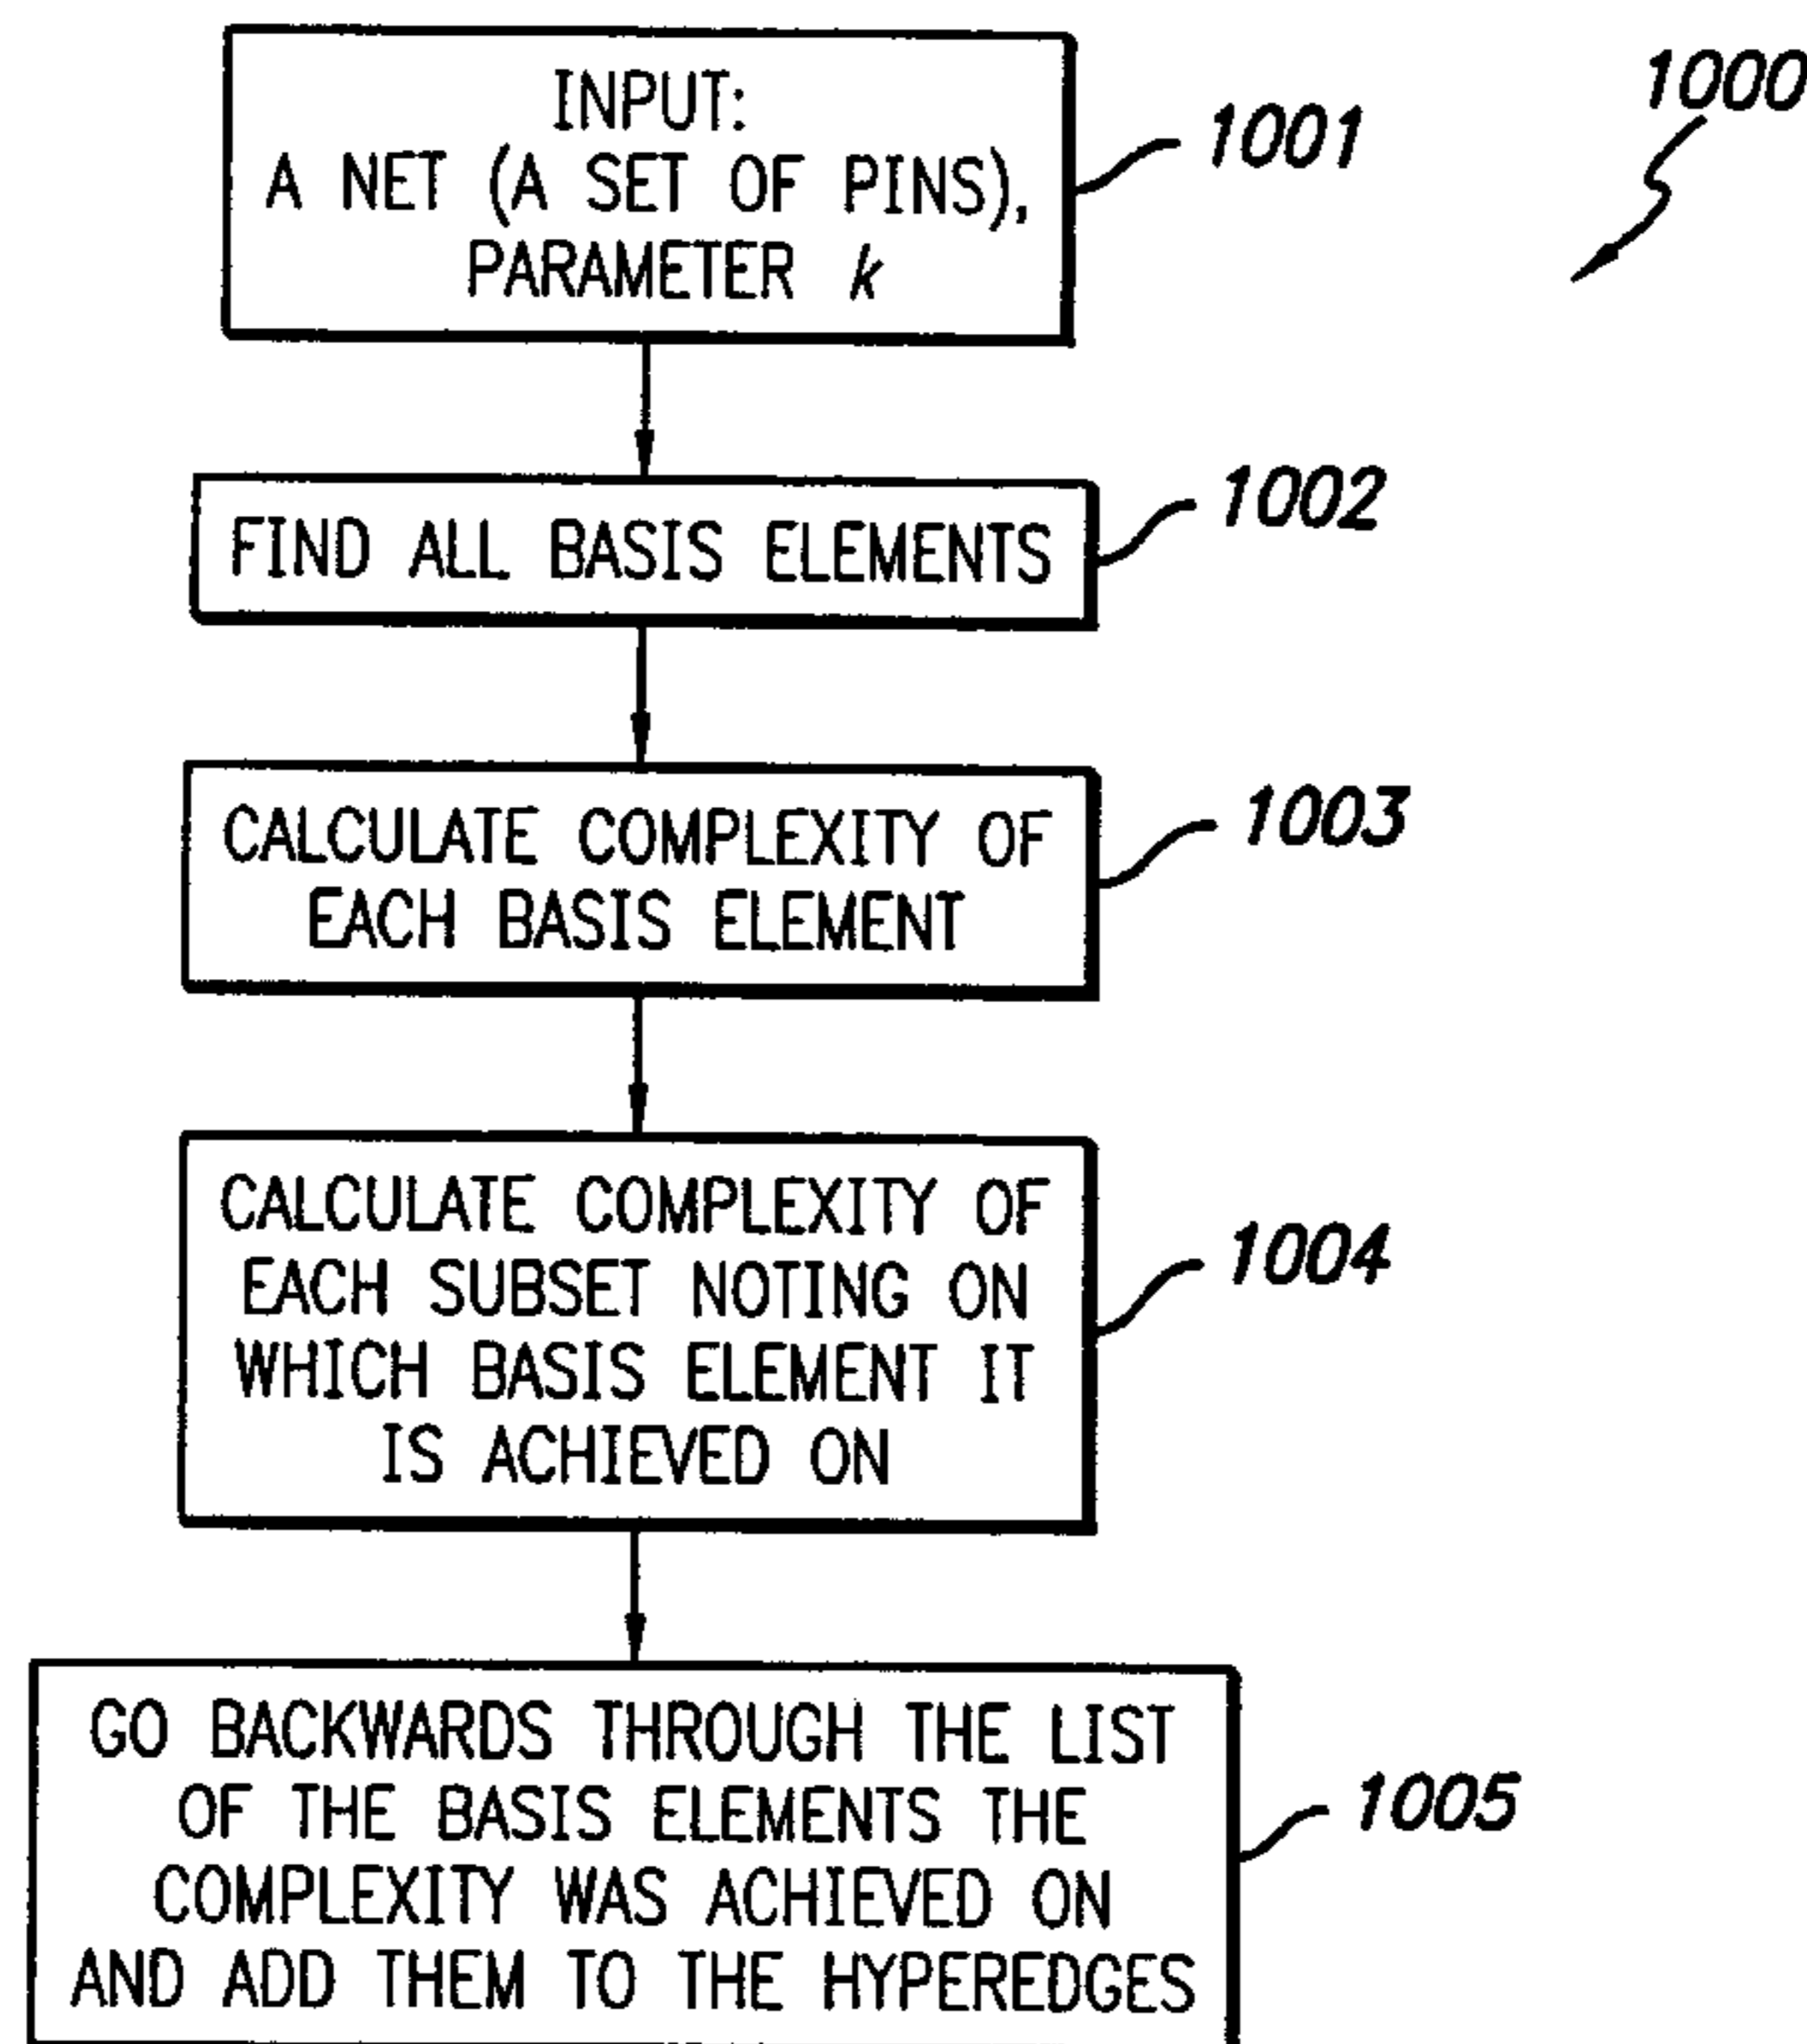 1000
INPUT:
A NET (A SET OF PINS),
PARAMETER k
1001
FIND ALL BASIS ELEMENTS
1002
CALCULATE COMPLEXITY OF
EACH BASIS ELEMENT
1003
CALCULATE COMPLEXITY OF
EACH SUBSET NOTING ON
WHICH BASIS ELEMENT IT
IS ACHIEVED ON
1004
GO BACKWARDS THROUGH THE LIST
OF THE BASIS ELEMENTS THE
COMPLEXITY WAS ACHIEVED ON
AND ADD THEM TO THE HYPEREDGES
1005